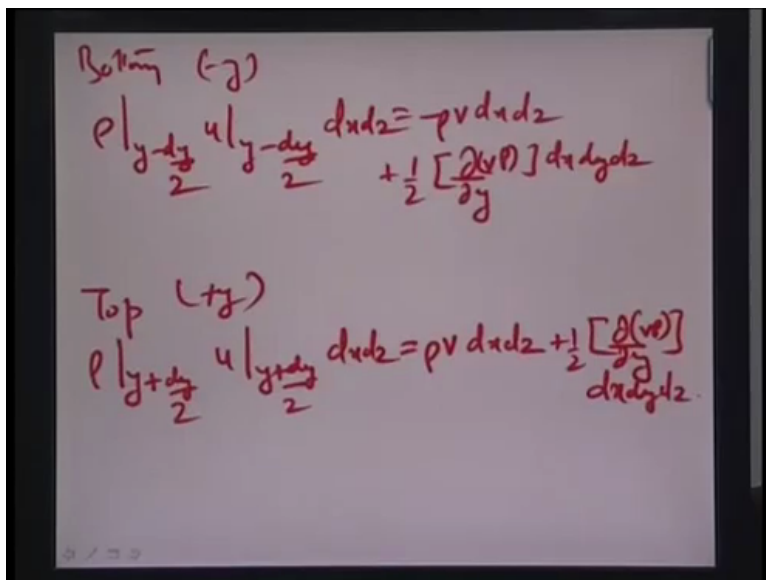 Bottom (-y)
ρ|y-dy/2 u|y-dy/2 dxdz = -ρv dxdz
+ 1/2 [∂(vρ)/∂y] dxdydz
Top (+y)
ρ|y+dy/2 u|y+dy/2 dxdz = ρv dxdz + 1/2 [∂(vρ)/∂y]
dxdydz.